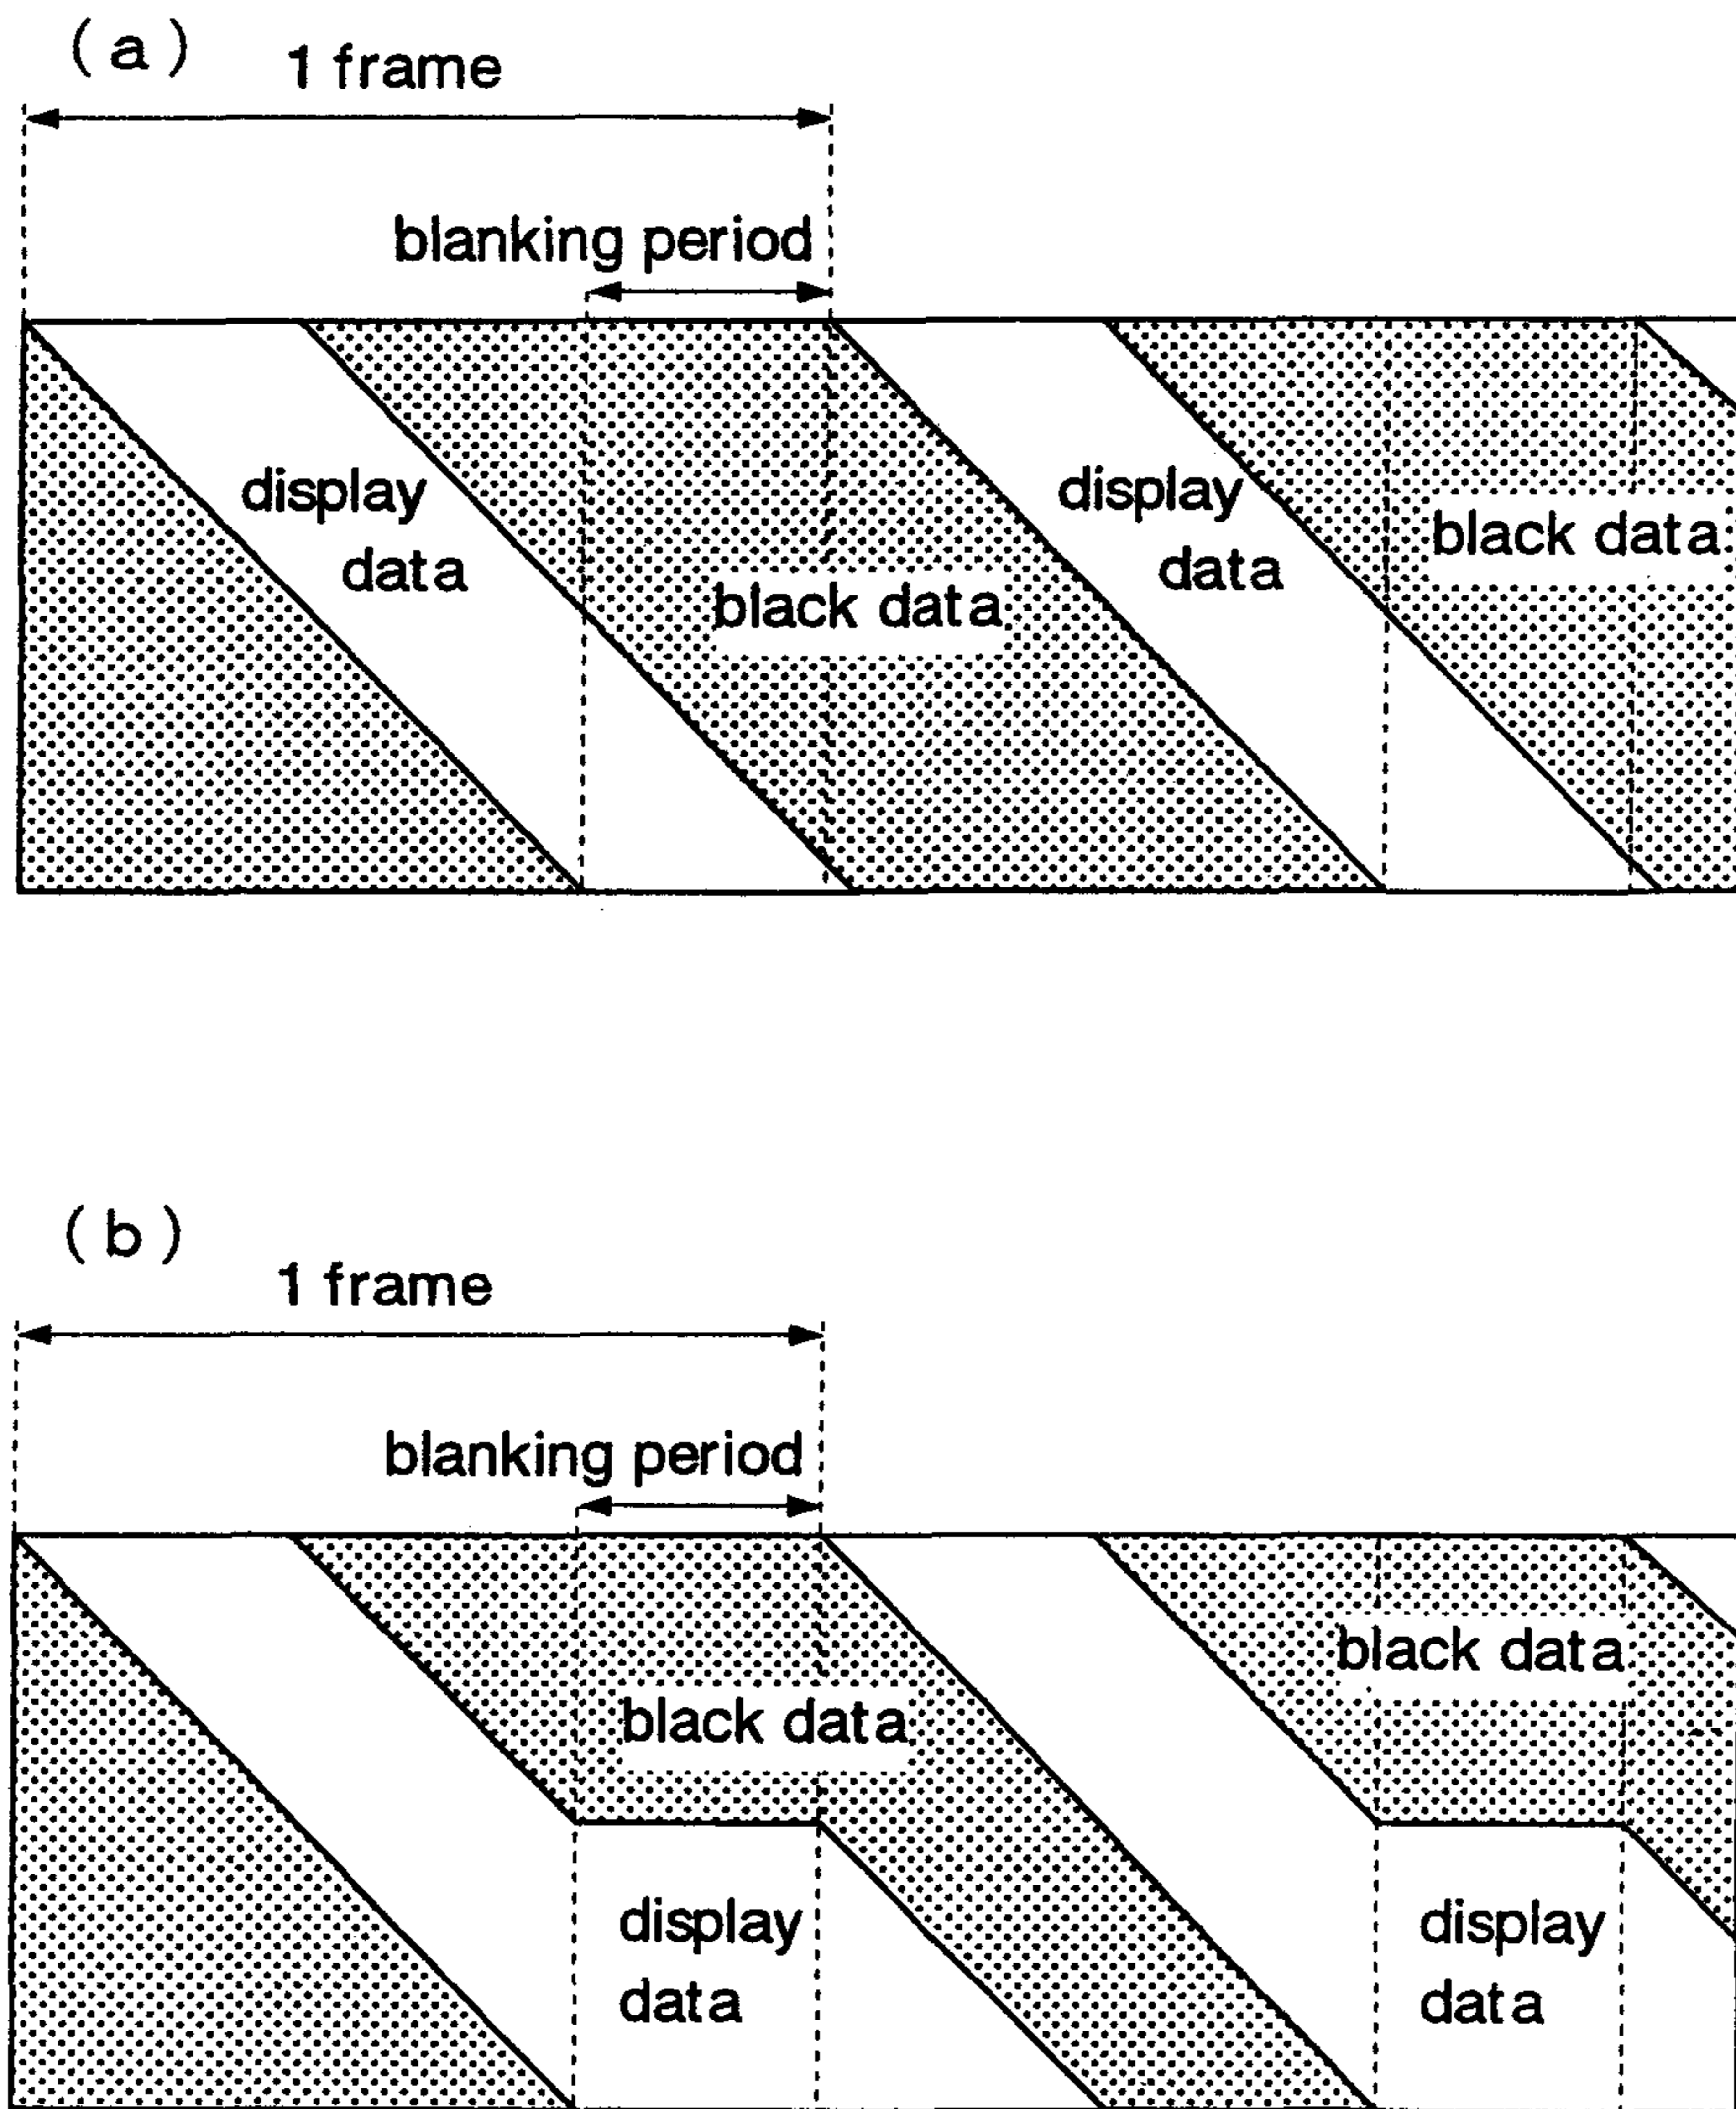 (a)
1 frame
blanking period
display
data
black data
display
data
black data
(b)
1 frame
blanking period
black data
display
data
black data
display
data